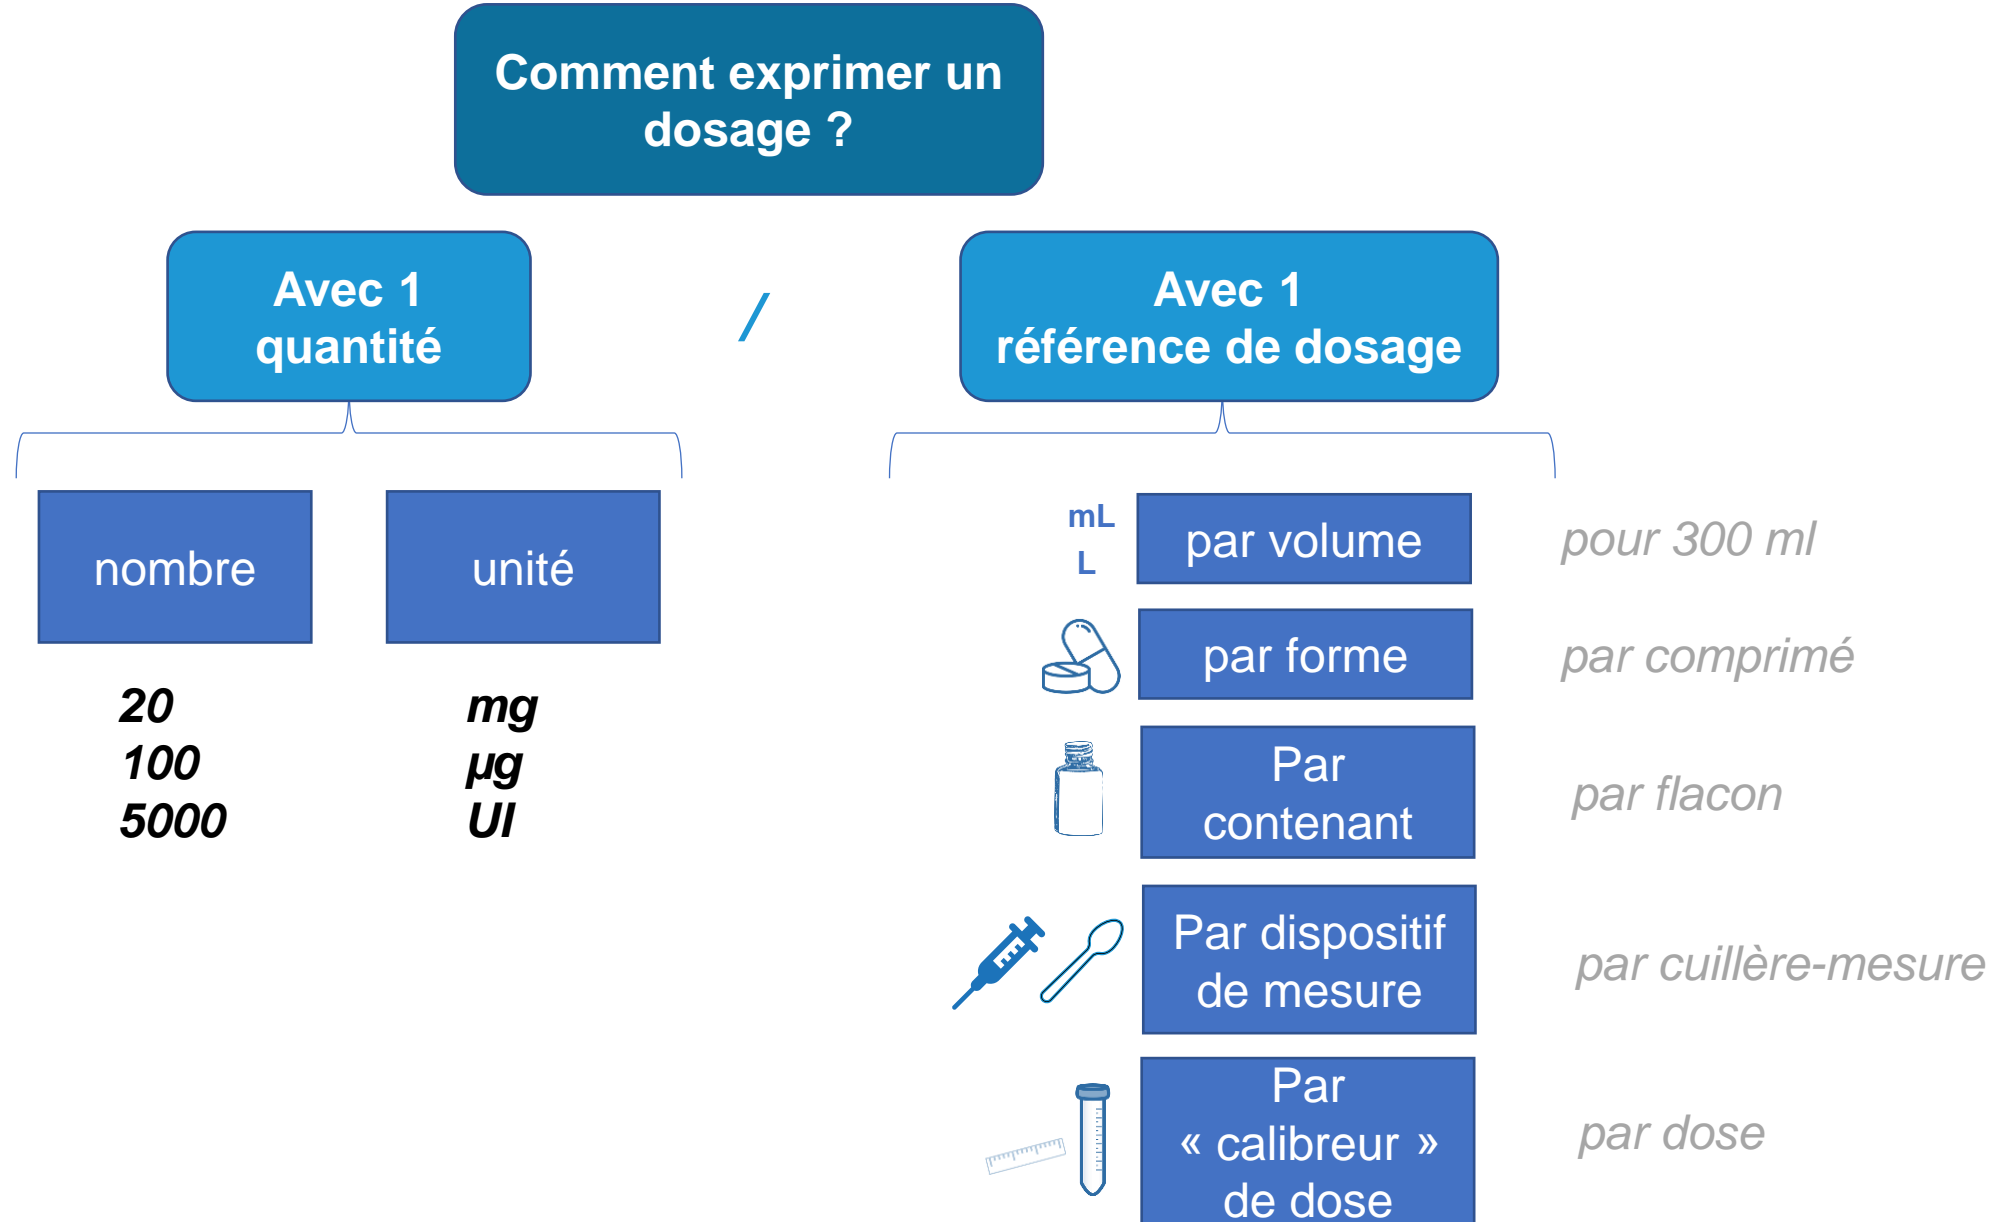 Comment exprimer un
dosage ?
Avec 1
quantité
/
Avec 1
référence de dosage
nombre
unité
20
mg
100
µg
5000
UI
mL
L
par volume
pour 300 ml
par forme
par comprimé
Par
contenant
par flacon
Par dispositif
de mesure
par cuillère-mesure
Par
« calibreur »
de dose
par dose